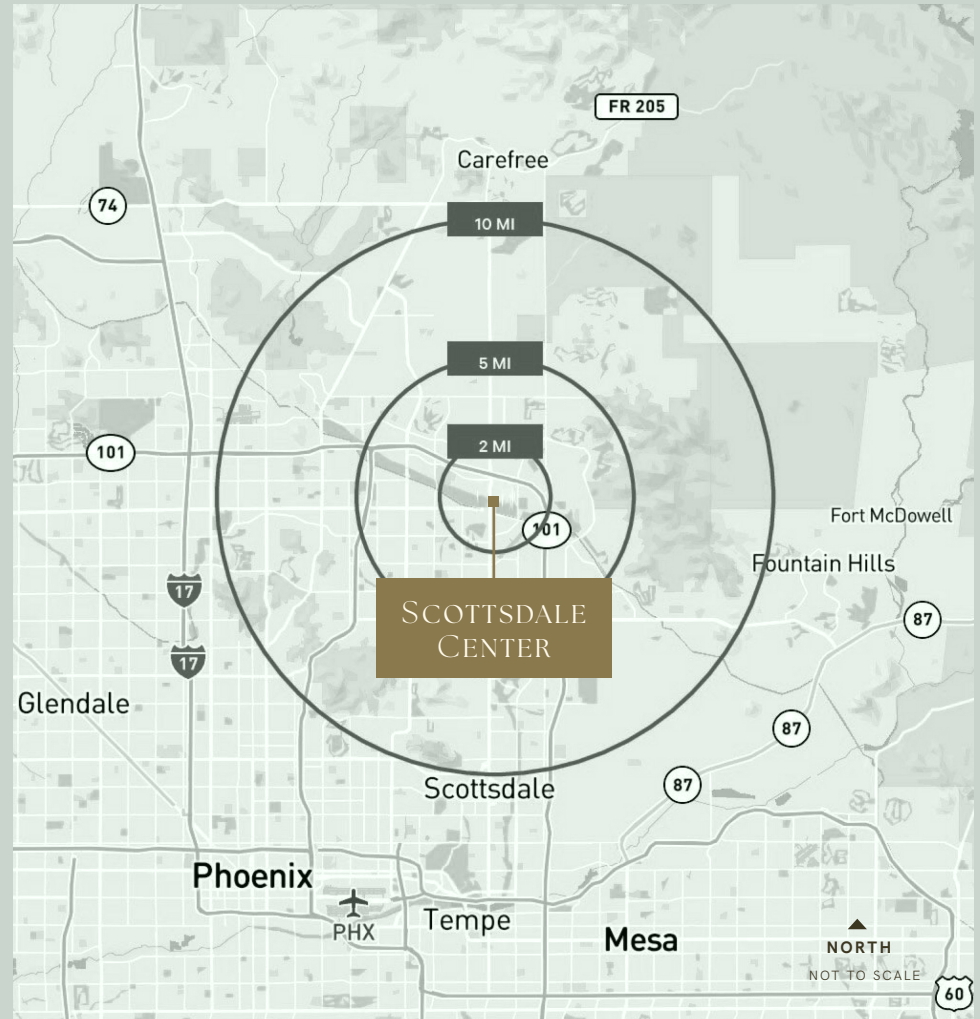 FR 205
Carefree
74
10 MI
5 MI
2 MI
101
Fort McDowell
101
Fountain Hills
17
87
SCOTTSDALE
CENTER
17
Glendale
87
87
Scottsdale
Phoenix
Tempe
PHX
Mesa
NORTH
NOT TO SCALE
60